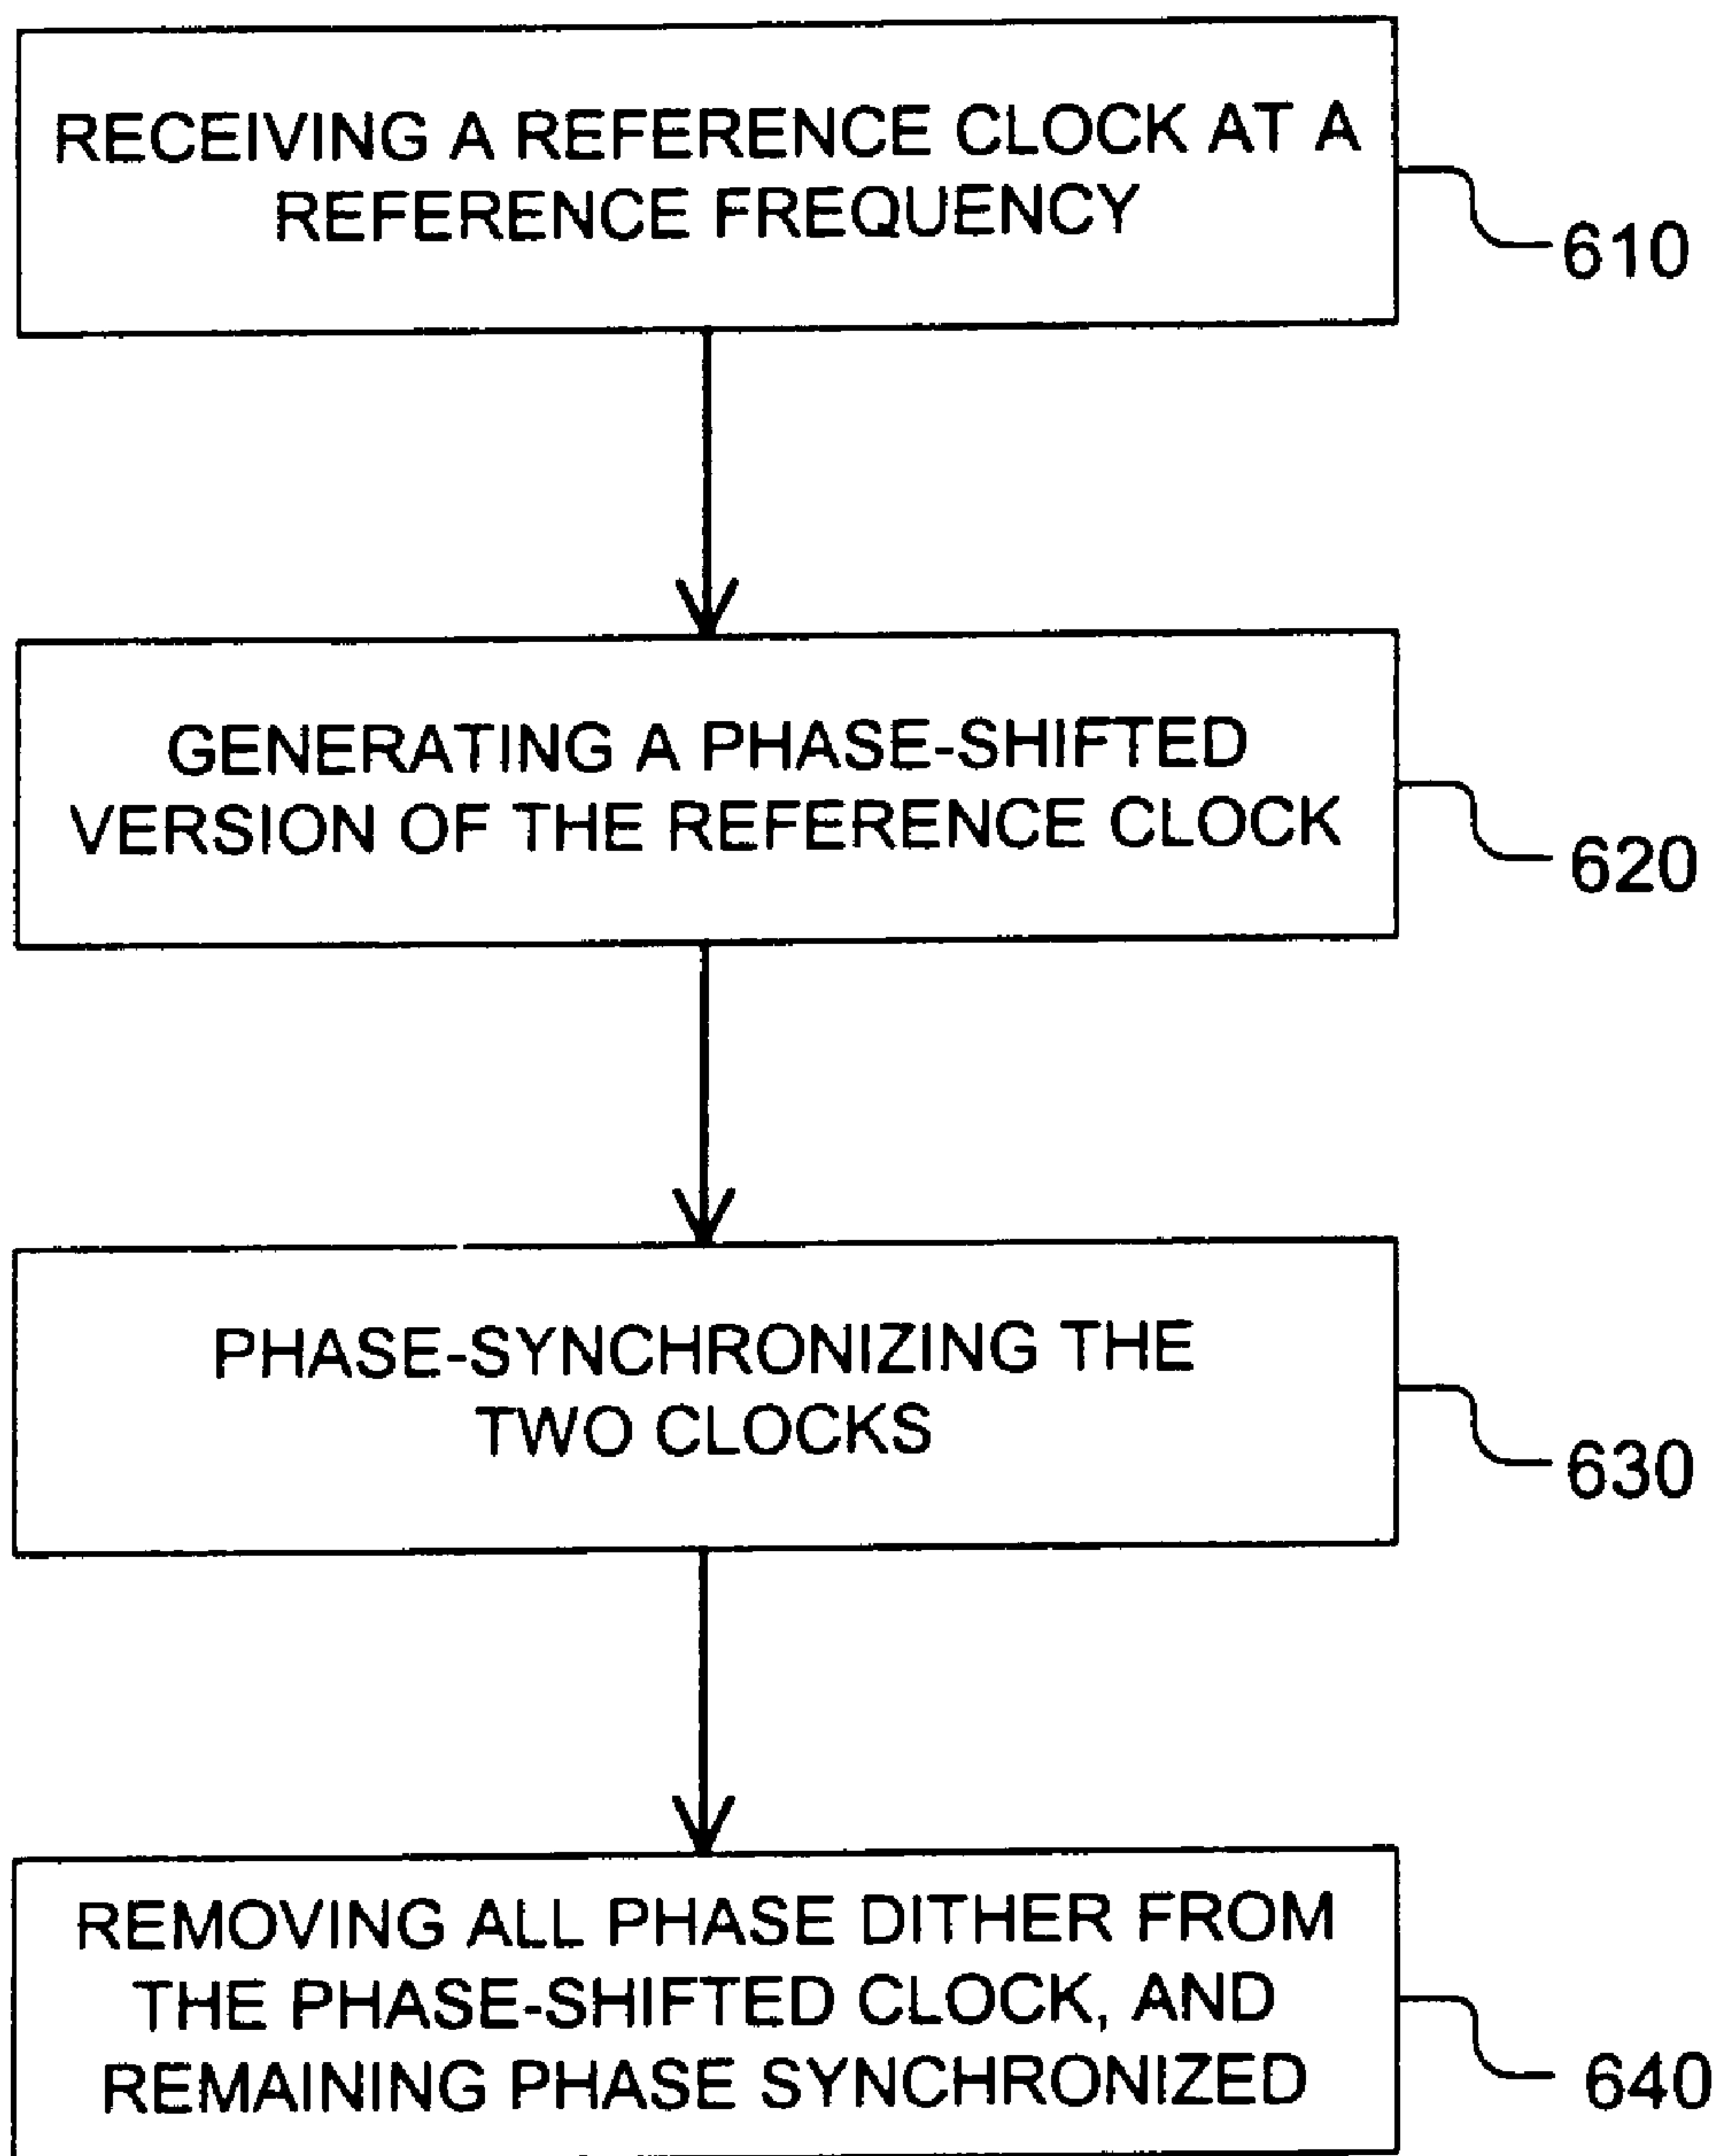 RECEIVING A REFERENCE CLOCK AT A
REFERENCE FREQUENCY
610
GENERATING A PHASE-SHIFTED
VERSION OF THE REFERENCE CLOCK
620
PHASE-SYNCHRONIZING THE
TWO CLOCKS
630
REMOVING ALL PHASE DITHER FROM
THE PHASE-SHIFTED CLOCK, AND
REMAINING PHASE SYNCHRONIZED
640